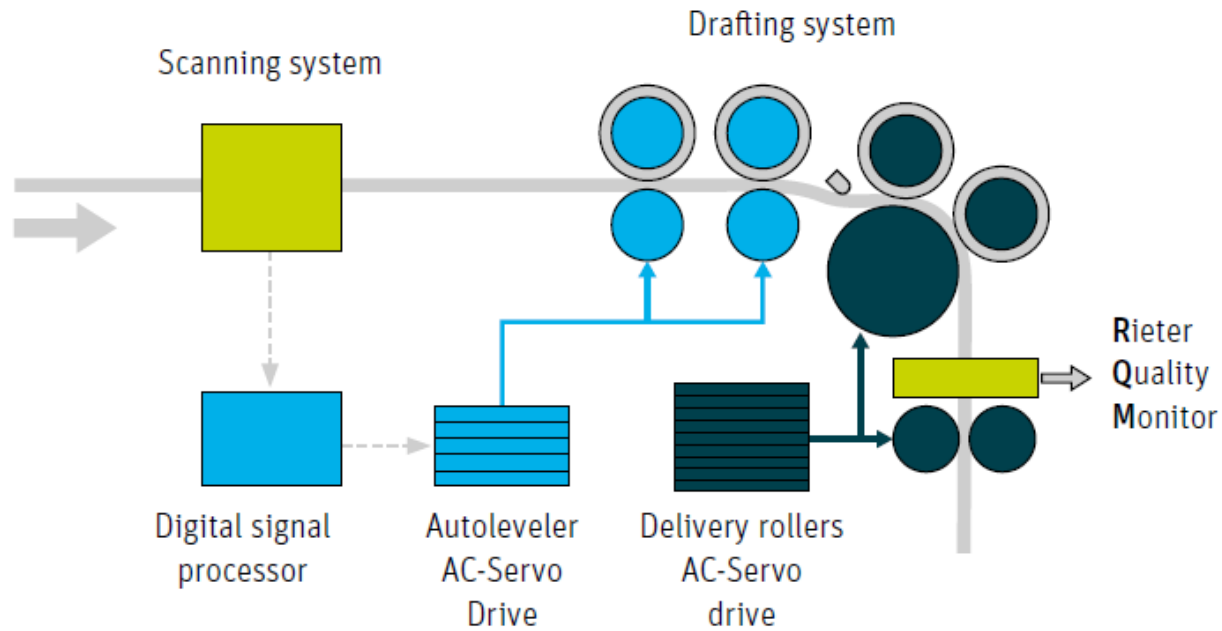 Drafting system
Scanning system
Rieter
Quality
Monitor
Digital signal
processor
Autoleveler
AC-Servo
Drive
Delivery rollers
AC-Servo
drive